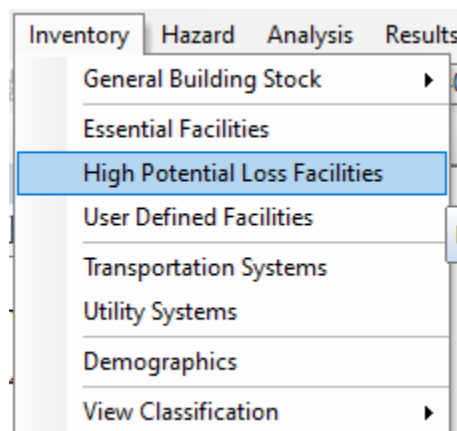 Inventory Hazard Analysis Results
General Building Stock
Essential Facilities
High Potential Loss Facilities
User Defined Facilities
Transportation Systems
Utility Systems
Demographics
View Classification